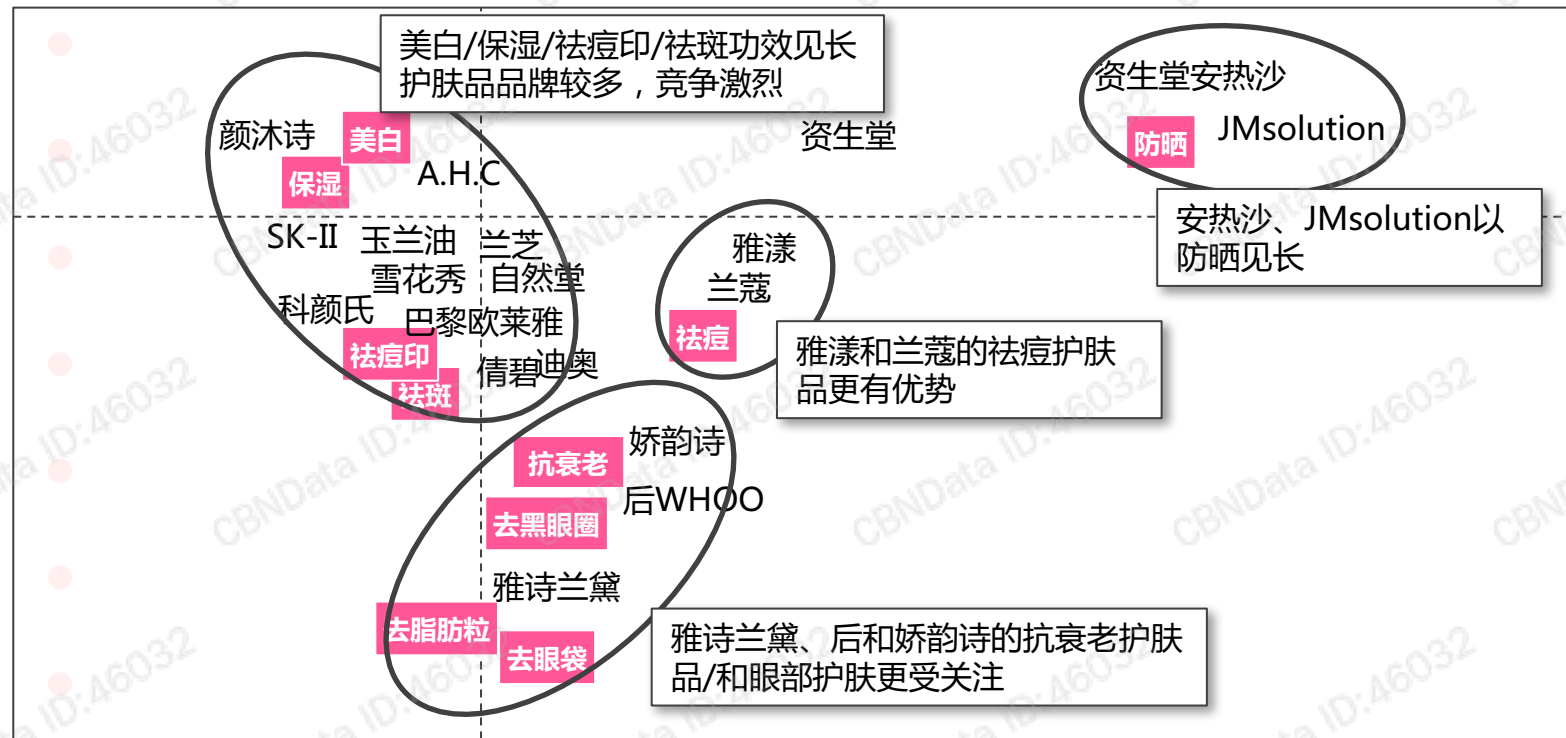 美白/保湿/祛痘印/祛斑功效见长
护肤品品牌较多，竞争激烈
颜沐诗
美白
保湿
A.H.C
资生堂
资生堂安热沙
防晒
JMsolution
安热沙、JMsolution以
防晒见长
SK-II
玉兰油
兰芝
雪花秀
自然堂
科颜氏
巴黎欧莱雅
祛痘印
倩碧
迪奥
祛斑
雅漾
兰蔻
祛痘
雅漾和兰蔻的祛痘护肤
品更有优势
抗衰老
娇韵诗
后WHOO
去黑眼圈
雅诗兰黛
去脂肪粒
去眼袋
雅诗兰黛、后和娇韵诗的抗衰老护肤
品/和眼部护肤更受关注
CBNData ID:46032